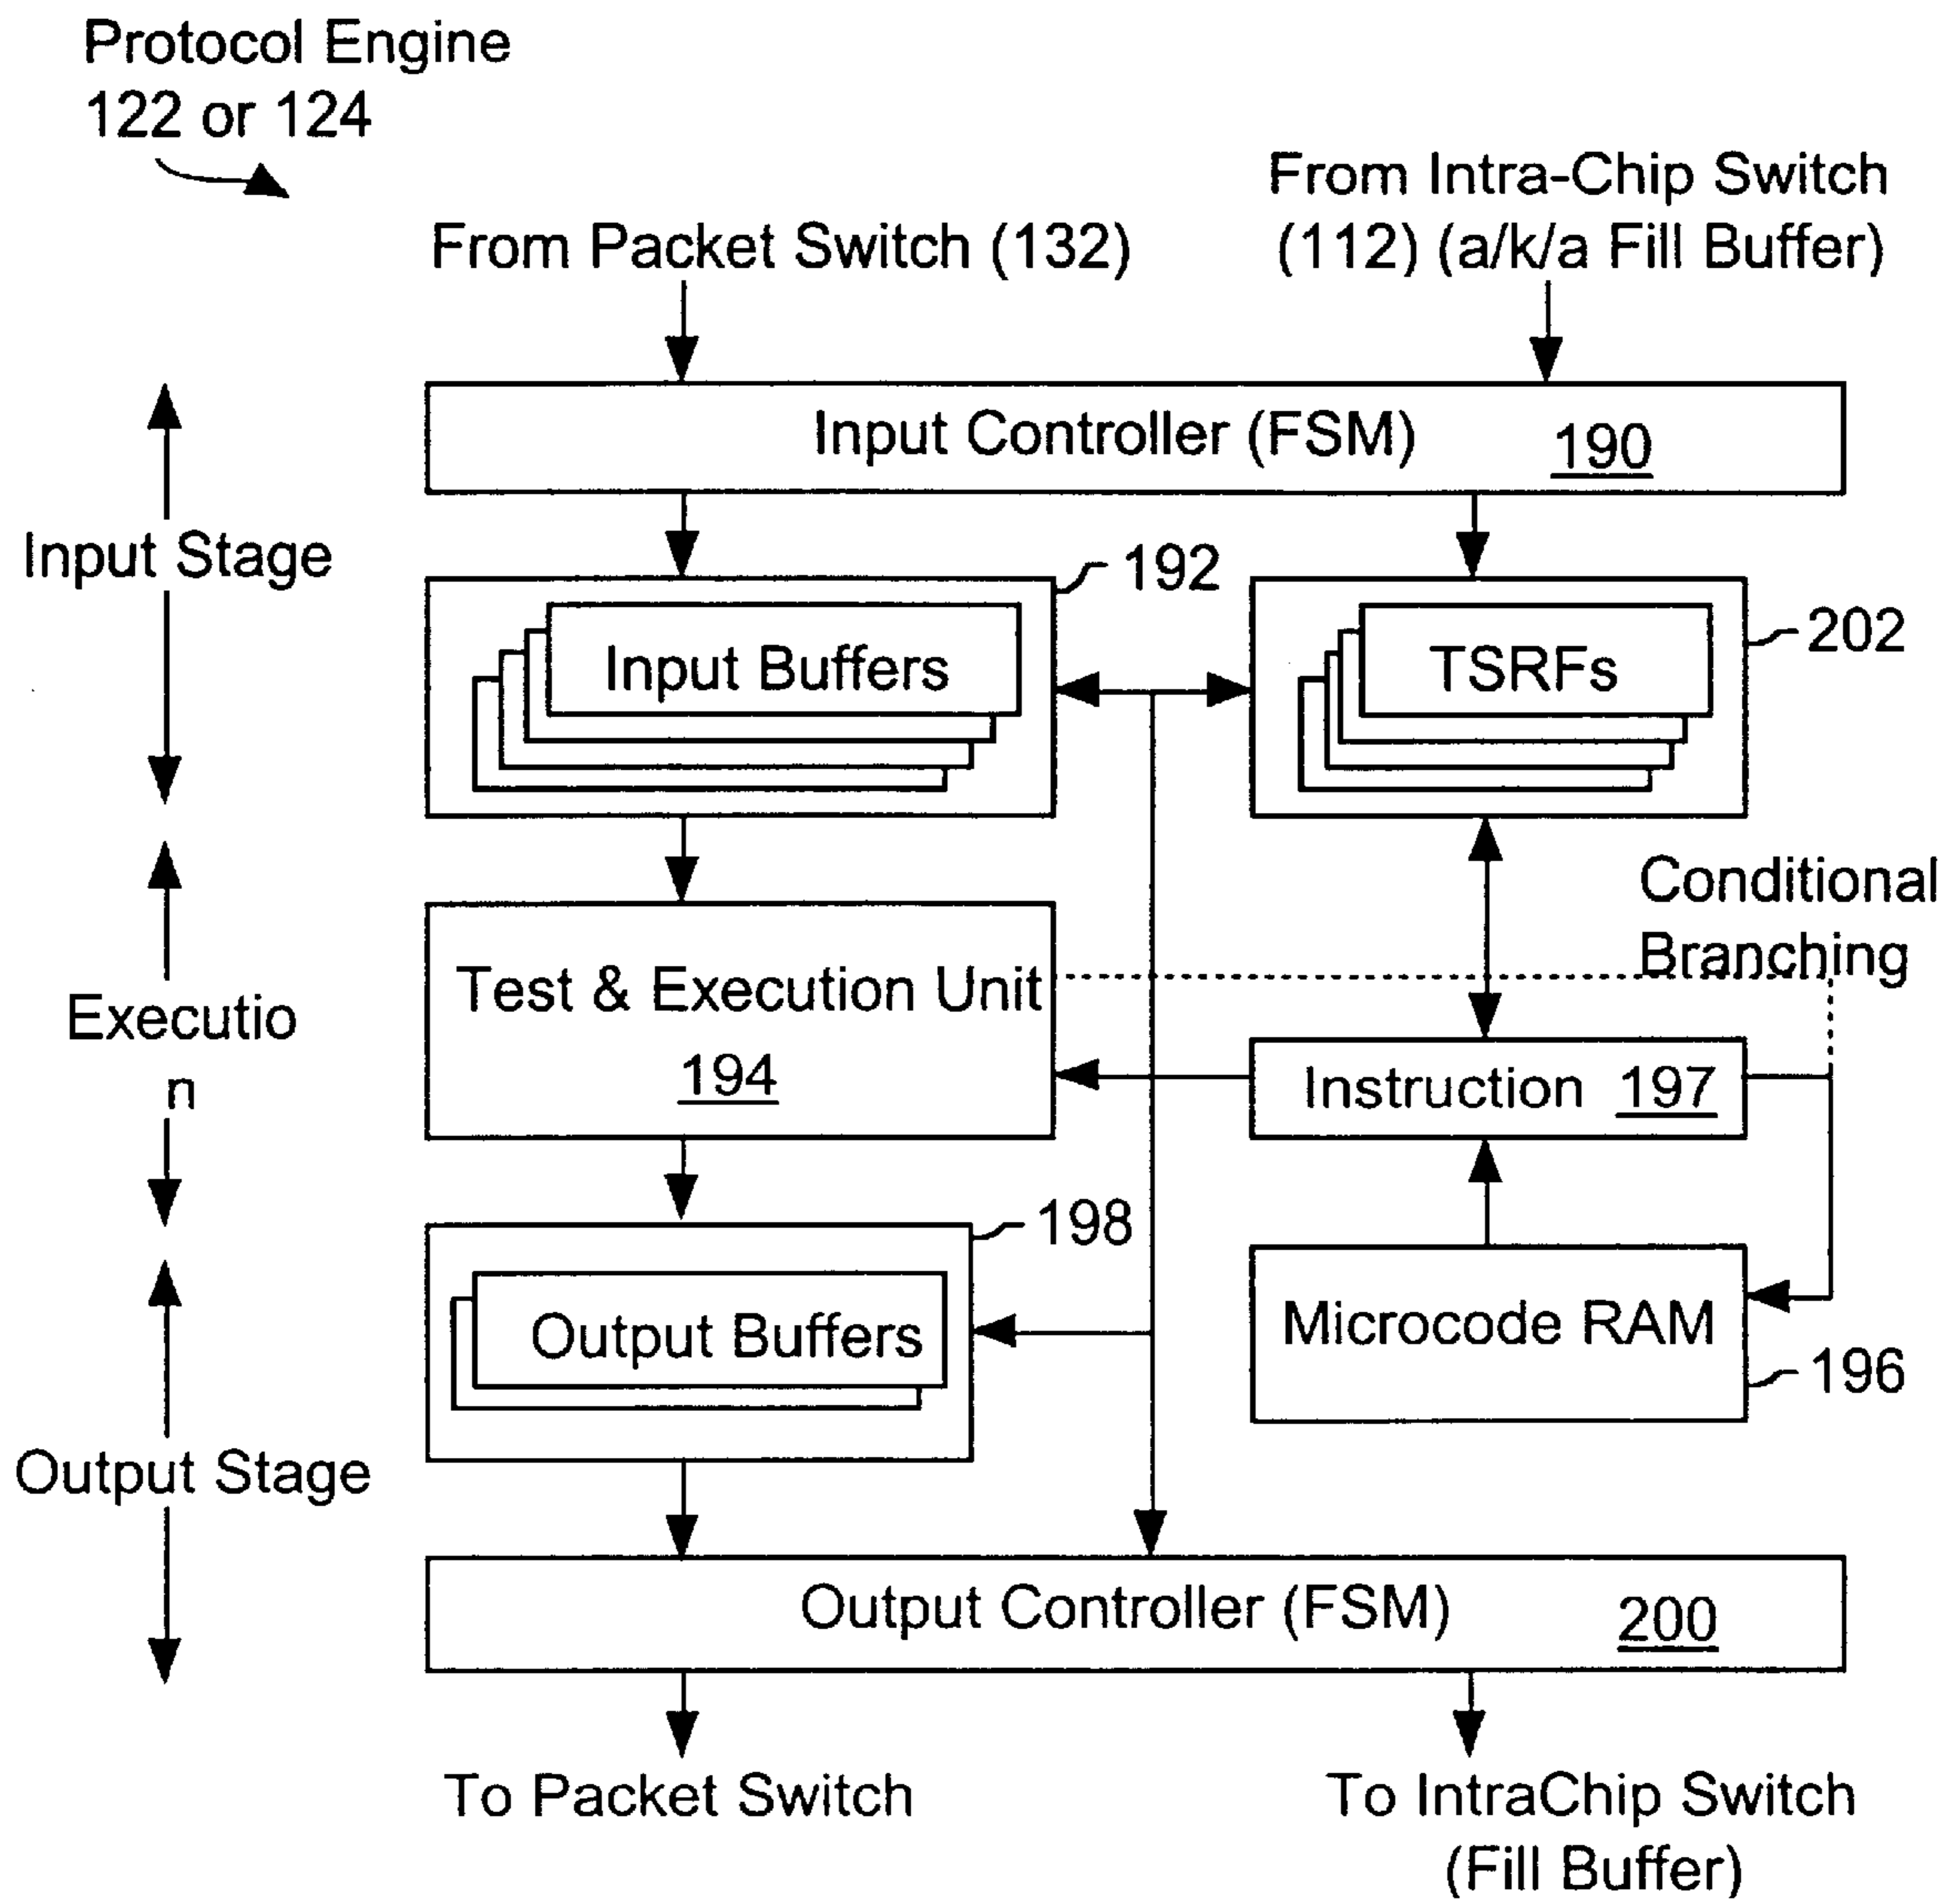 Protocol Engine
122 or 124
From Packet Switch (132)
From Intra-Chip Switch
(112) (a/k/a Fill Buffer)
Input Controller (FSM) 190
Input Stage
192
Input Buffers
TSRFs
202
Conditional
Branching
Test & Execution Unit
194
Executio
n
Instruction 197
198
Output Buffers
Microcode RAM
196
Output Stage
Output Controller (FSM) 200
To Packet Switch
To IntraChip Switch
(Fill Buffer)